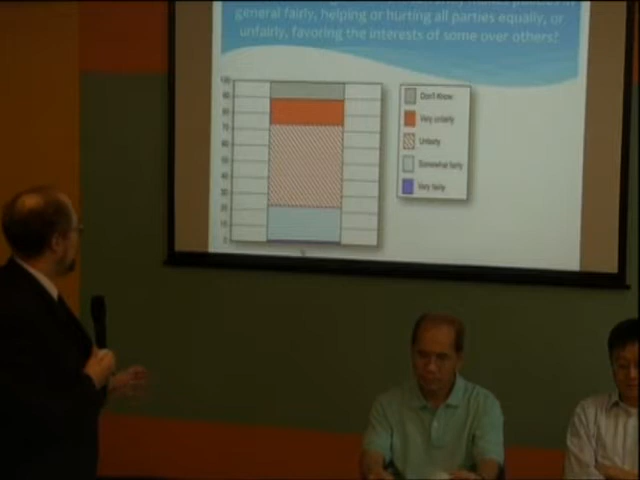 general fairly, helping or hurting all parties equally, or
unfairly, favoring the interests of some over others?
100
90
80
70
60
50
40
30
20
10
0
Don't Know
Very unfairly
Unfairly
Somewhat fairly
Very fairly